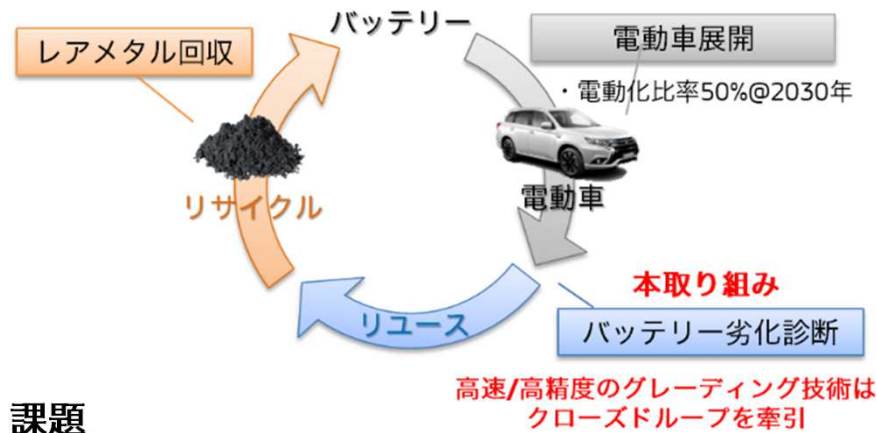 バッテリー
レアメタル回収
電動車展開
・電動化比率50%@2030年
電動車
リサイクル
リユース
本取り組み
バッテリー劣化診断
高速/高精度のグレーディング技術は
クローズドループを牽引
課題